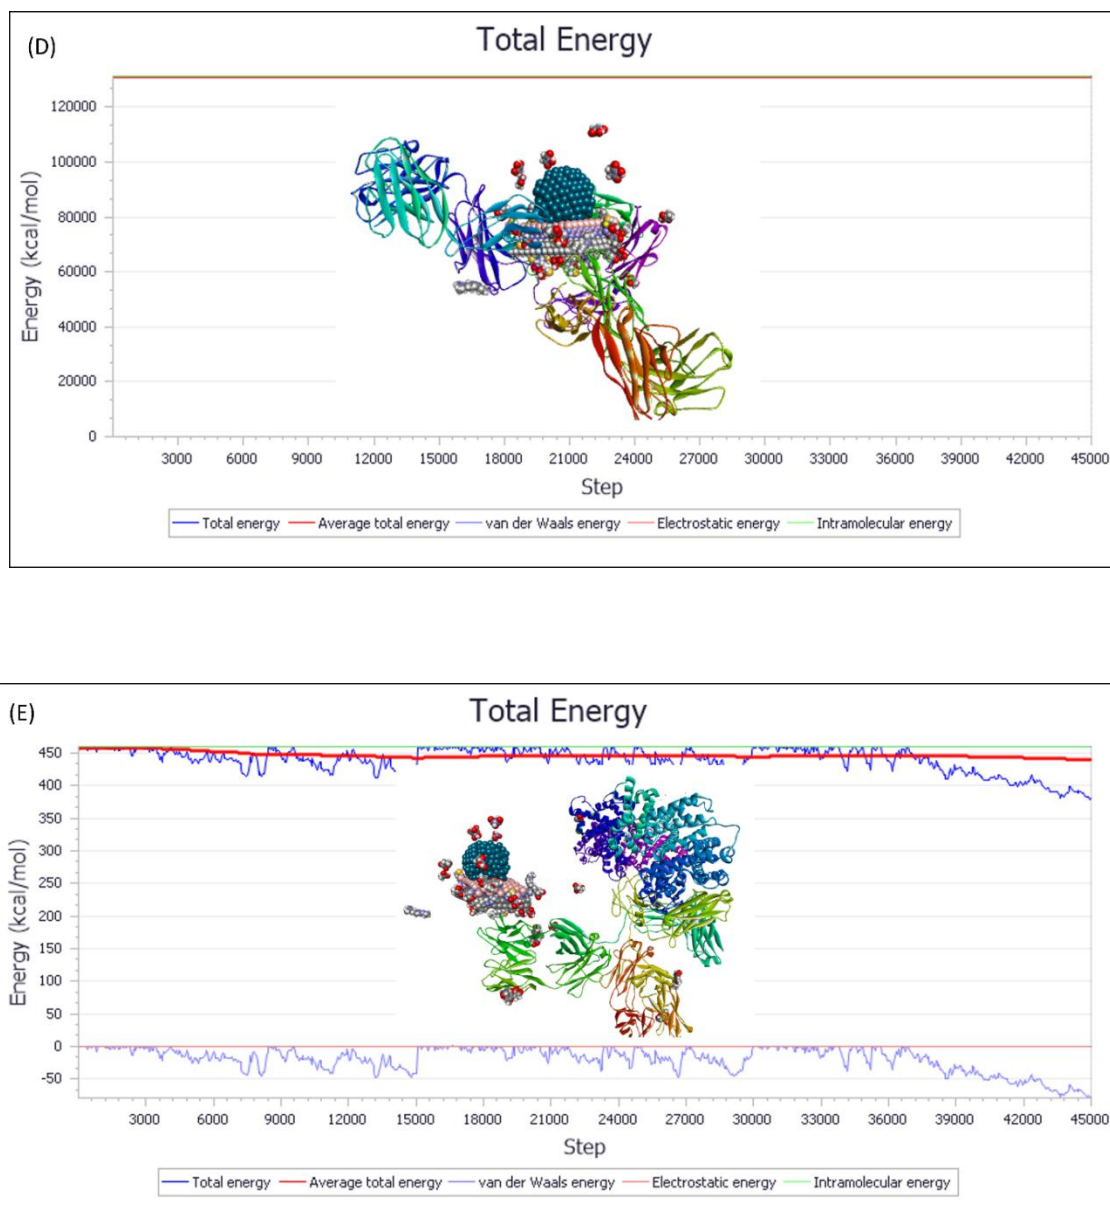 (D)
Total Energy
120000
100000
80000
60000
40000
20000
0
Energy (kcal/mol)
3000 6000 9000 12000 15000 18000 21000 24000 27000 30000 33000 36000 39000 42000 45000
Step
Total energy Average total energy van der Waals energy Electrostatic energy Intramolecular energy
(E)
Total Energy
450
400
350
300
250
200
150
100
50
0
-50
Energy (kcal/mol)
3000 6000 9000 12000 15000 18000 21000 24000 27000 30000 33000 36000 39000 42000 45000
Step
Total energy Average total energy van der Waals energy Electrostatic energy Intramolecular energy